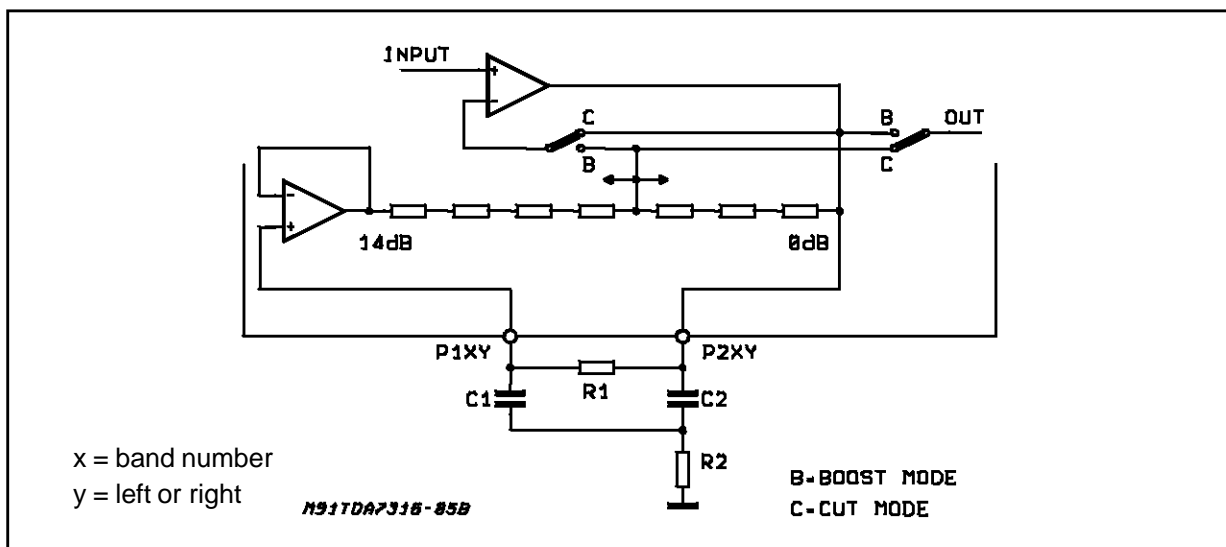 INPUT
+
-
C
B
B
C
OUT
-
+
14dB
0dB
P1XY
P2XY
R1
C1
C2
R2
x = band number
y = left or right
M91TDA7316-05B
B=BOOST MODE
C=CUT MODE